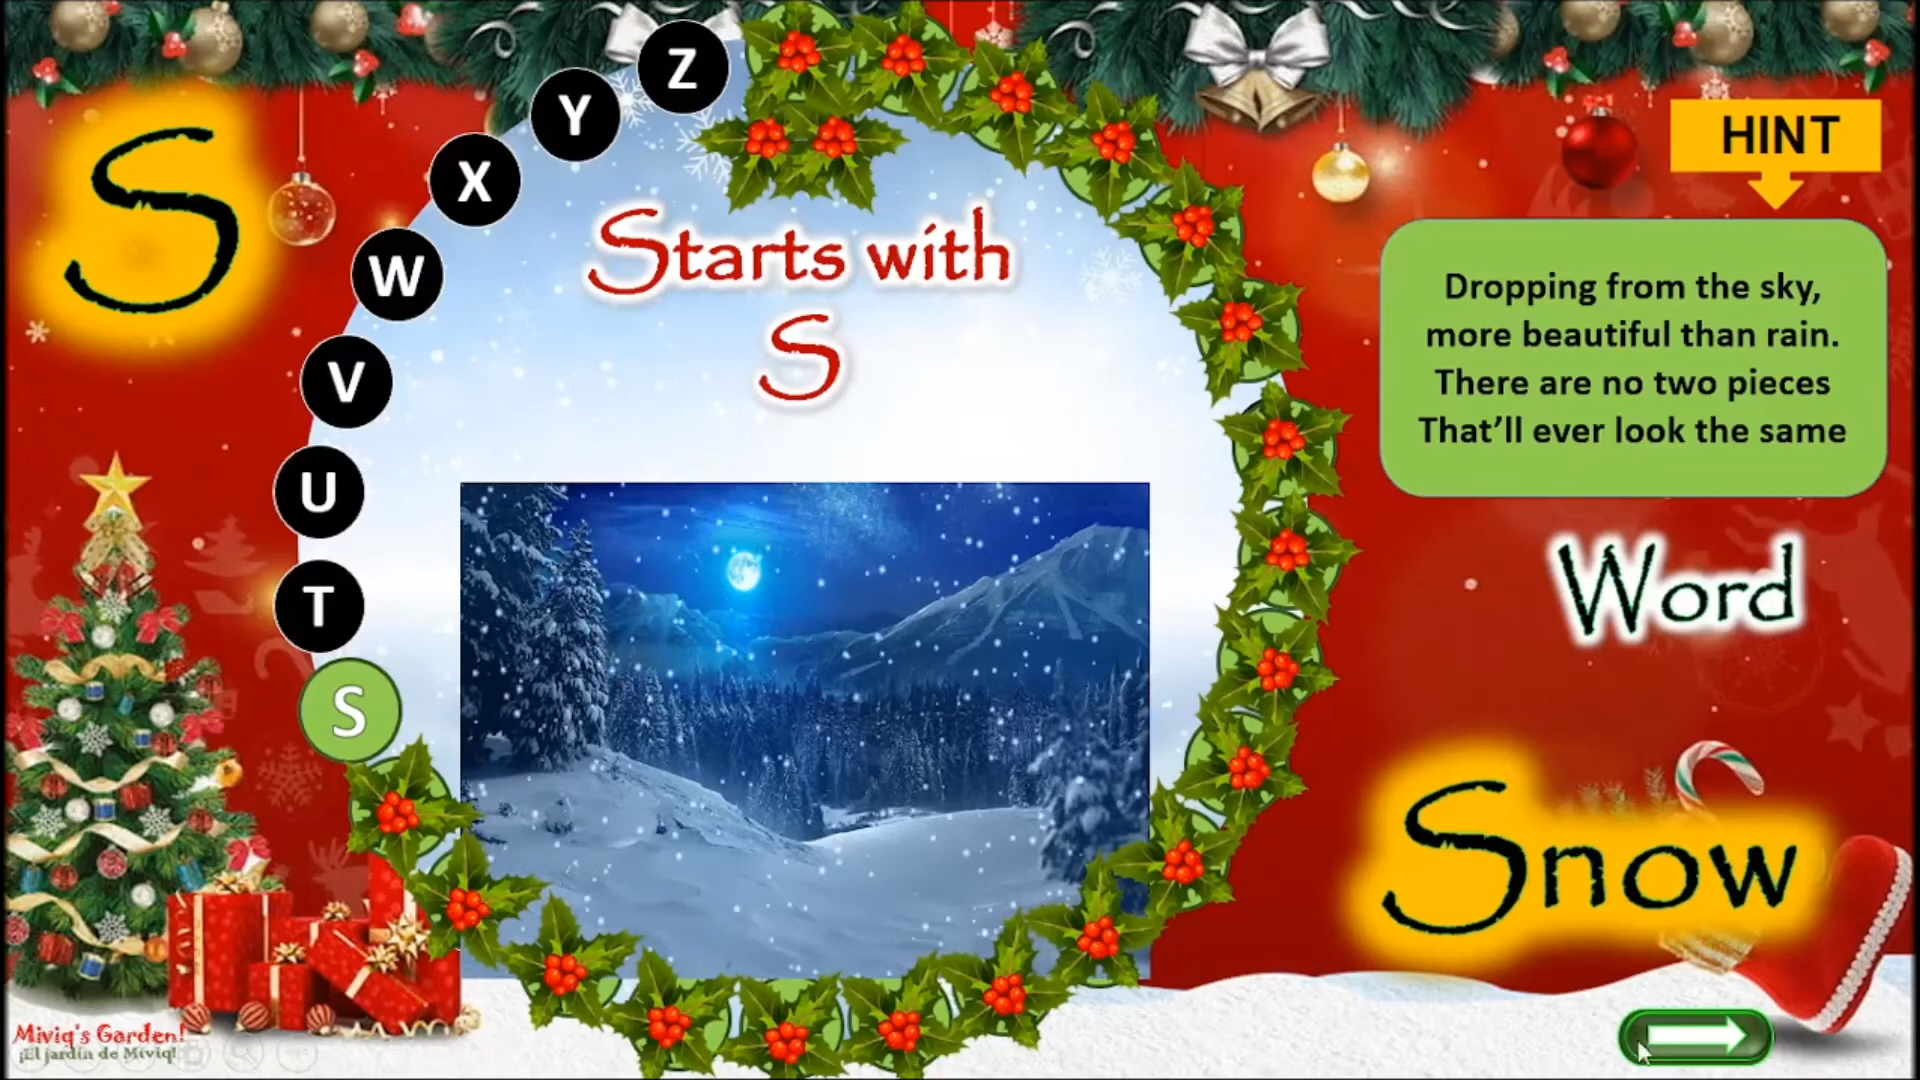 S
Z
Y
X
W
V
U
T
S
Starts with
S
HINT
Dropping from the sky,
more beautiful than rain.
There are no two pieces
That'll ever look the same
Word
Snow
Miviq's Garden!
¡El jardín de Miviq!